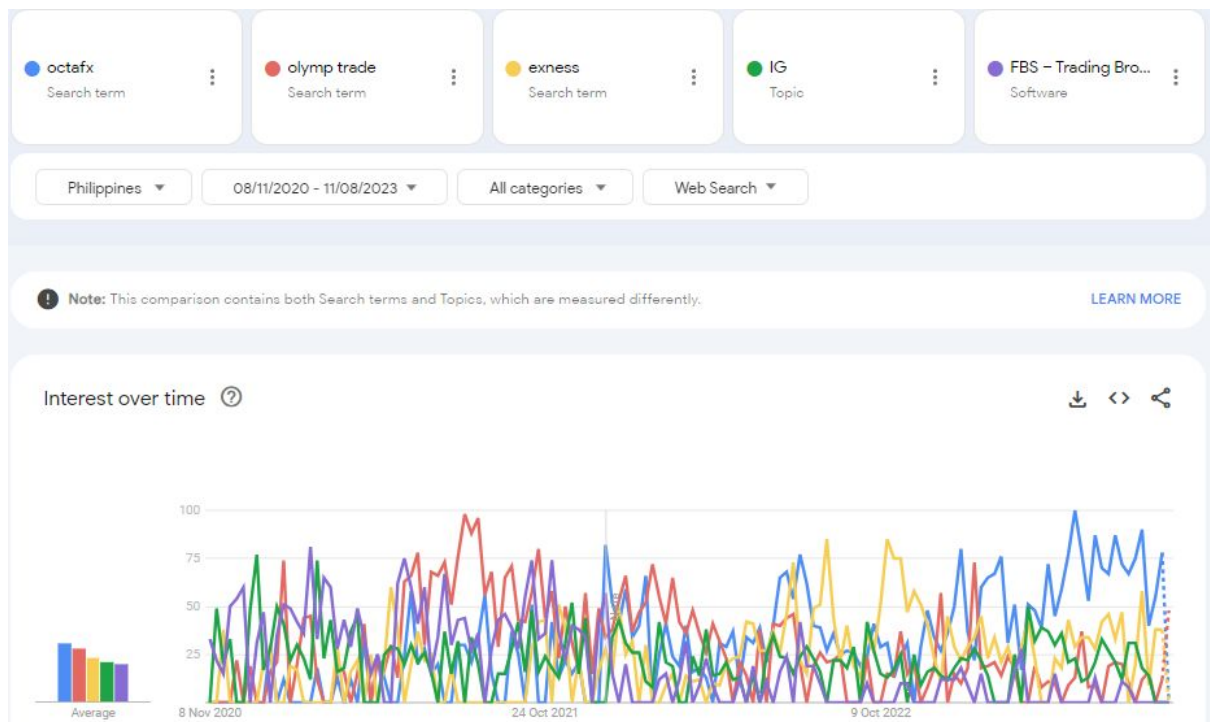 octafx
Search term
olymp trade
Search term
exness
Search term
IG
Topic
FBS – Trading Bro...
Software
Philippines
08/11/2020 - 11/08/2023
All categories
Web Search
Note: This comparison contains both Search terms and Topics, which are measured differently.
LEARN MORE
Interest over time
100
75
50
25
Average
8 Nov 2020
24 Oct 2021
9 Oct 2022